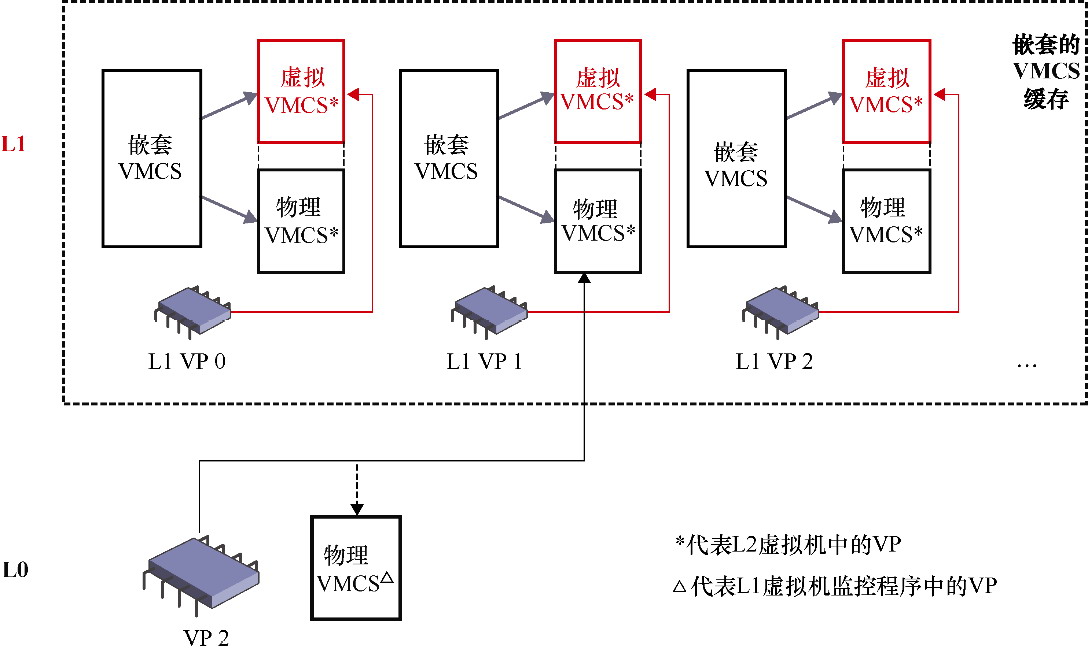 嵌套的
VMCS
缓存
L1
嵌套
VMCS
虚拟
VMCS*
物理
VMCS*
L1 VP 0
嵌套
VMCS
虚拟
VMCS*
物理
VMCS*
L1 VP 1
嵌套
VMCS
虚拟
VMCS*
物理
VMCS*
L1 VP 2
…
L0
VP 2
物理
VMCS△
*代表L2虚拟机中的VP
△代表L1虚拟机监控程序中的VP